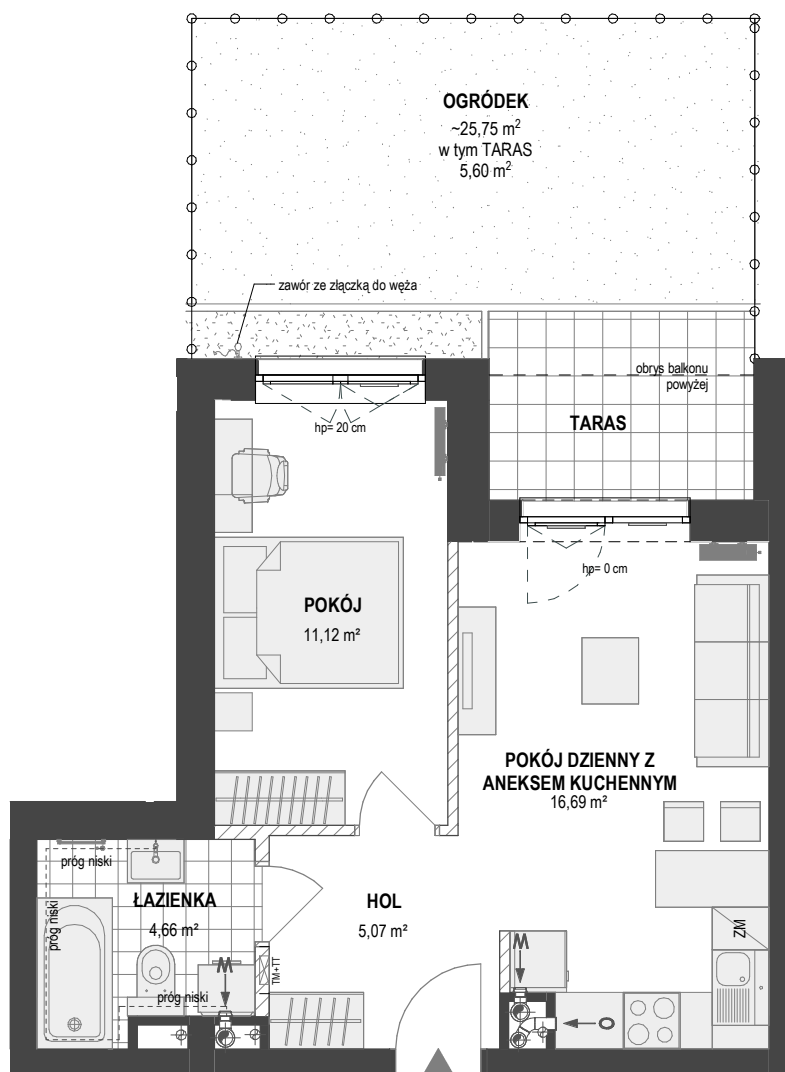 OGRÓDEK
~25,75 m²
w tym TARAS
5,60 m²
zawór ze złączką do węża
obrys balkonu
powyżej
TARAS
hp= 20 cm
hp= 0 cm
POKÓJ
11,12 m²
POKÓJ DZIENNY Z
ANEKSEM KUCHENNYM
16,69 m²
próg niski
próg niski
ŁAZIENKA
4,66 m²
HOL
5,07 m²
ZM
M
M
TM+TT
próg niski
O